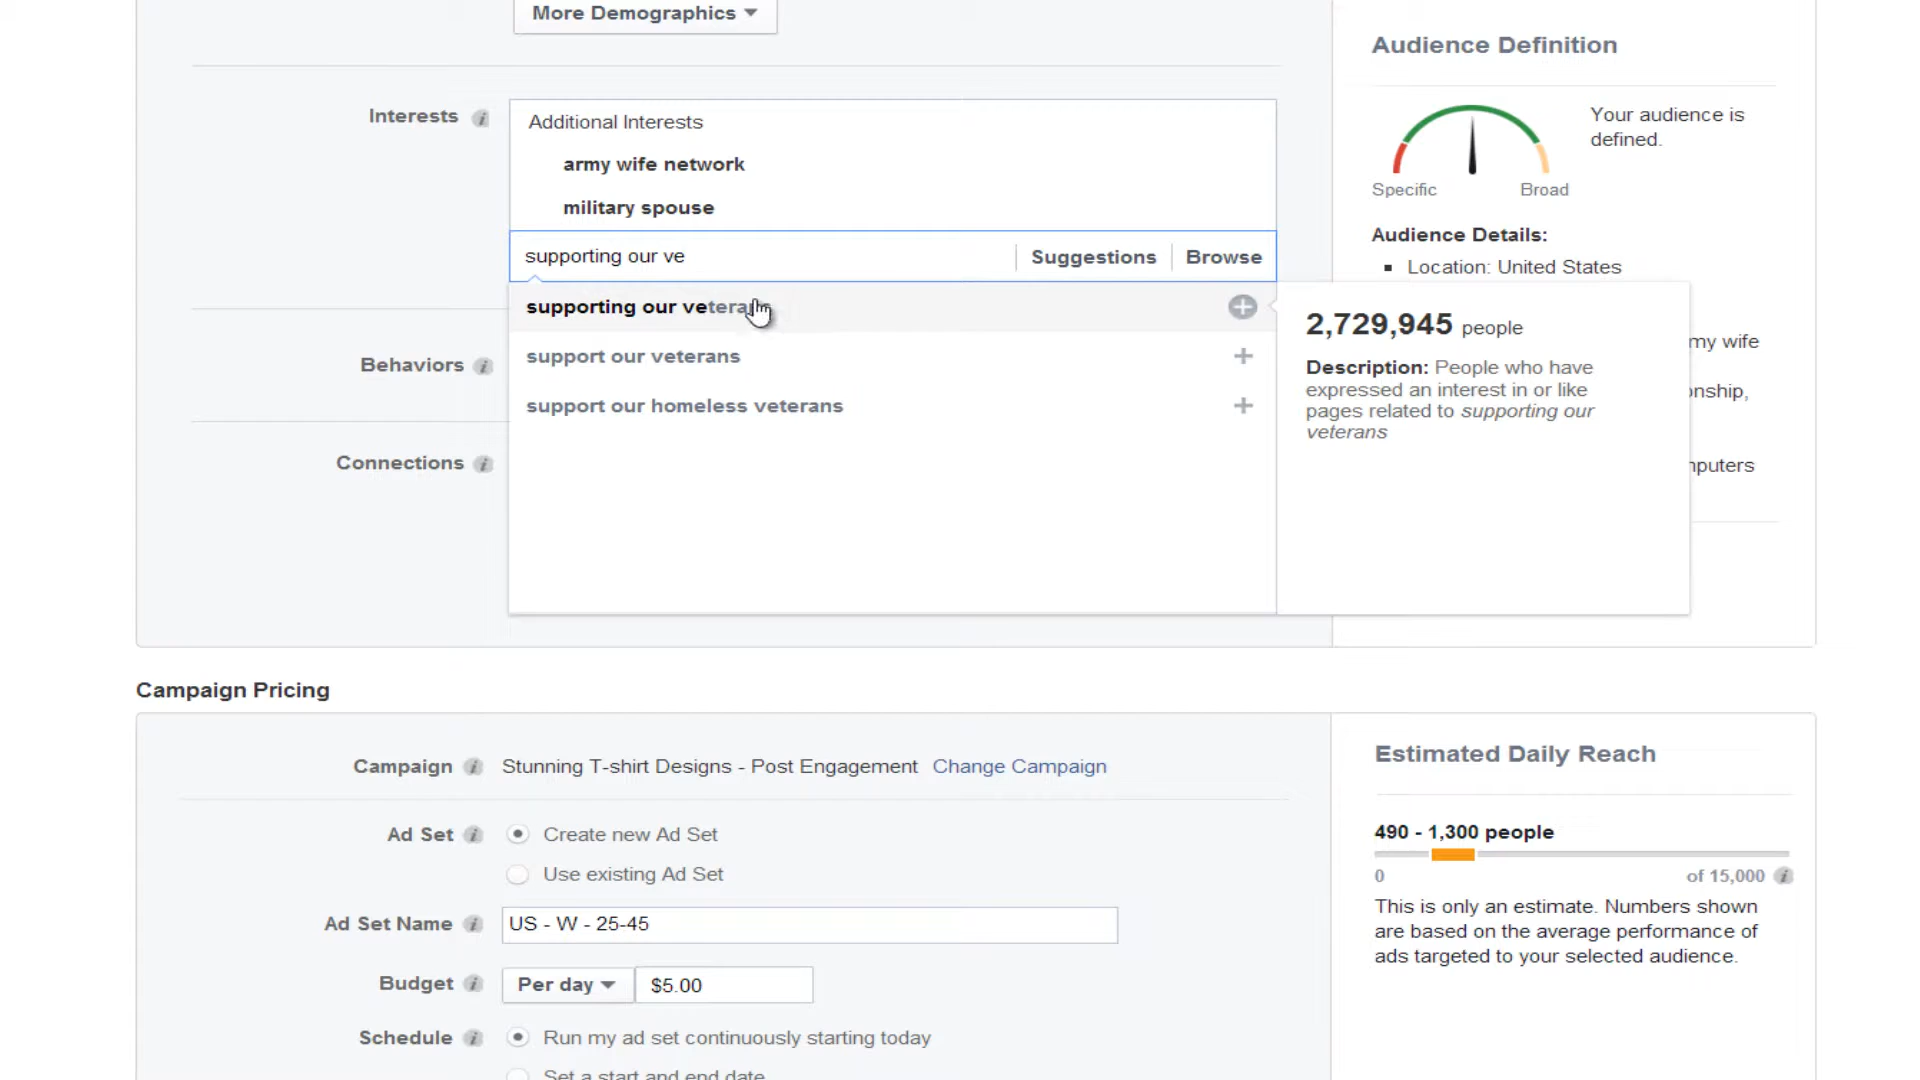 More Demographics
Interests
Additional Interests
army wife network
military spouse
supporting our ve
Suggestions
Browse
supporting our veterans
support our veterans
support our homeless veterans
2,729,945 people
Description: People who have
expressed an interest in or like
pages related to supporting our
veterans
Behaviors
Connections
Audience Definition
Your audience is
defined.
Specific
Broad
Audience Details:
Location: United States
wife
Campaign Pricing
Campaign
Stunning T-shirt Designs - Post Engagement
Change Campaign
Ad Set
Create new Ad Set
Use existing Ad Set
Ad Set Name
US - W - 25-45
Budget
Per day
$5.00
Schedule
Run my ad set continuously starting today
Set a start and end date
Estimated Daily Reach
490 - 1,300 people
0
of 15,000
This is only an estimate. Numbers shown
are based on the average performance of
ads targeted to your selected audience.